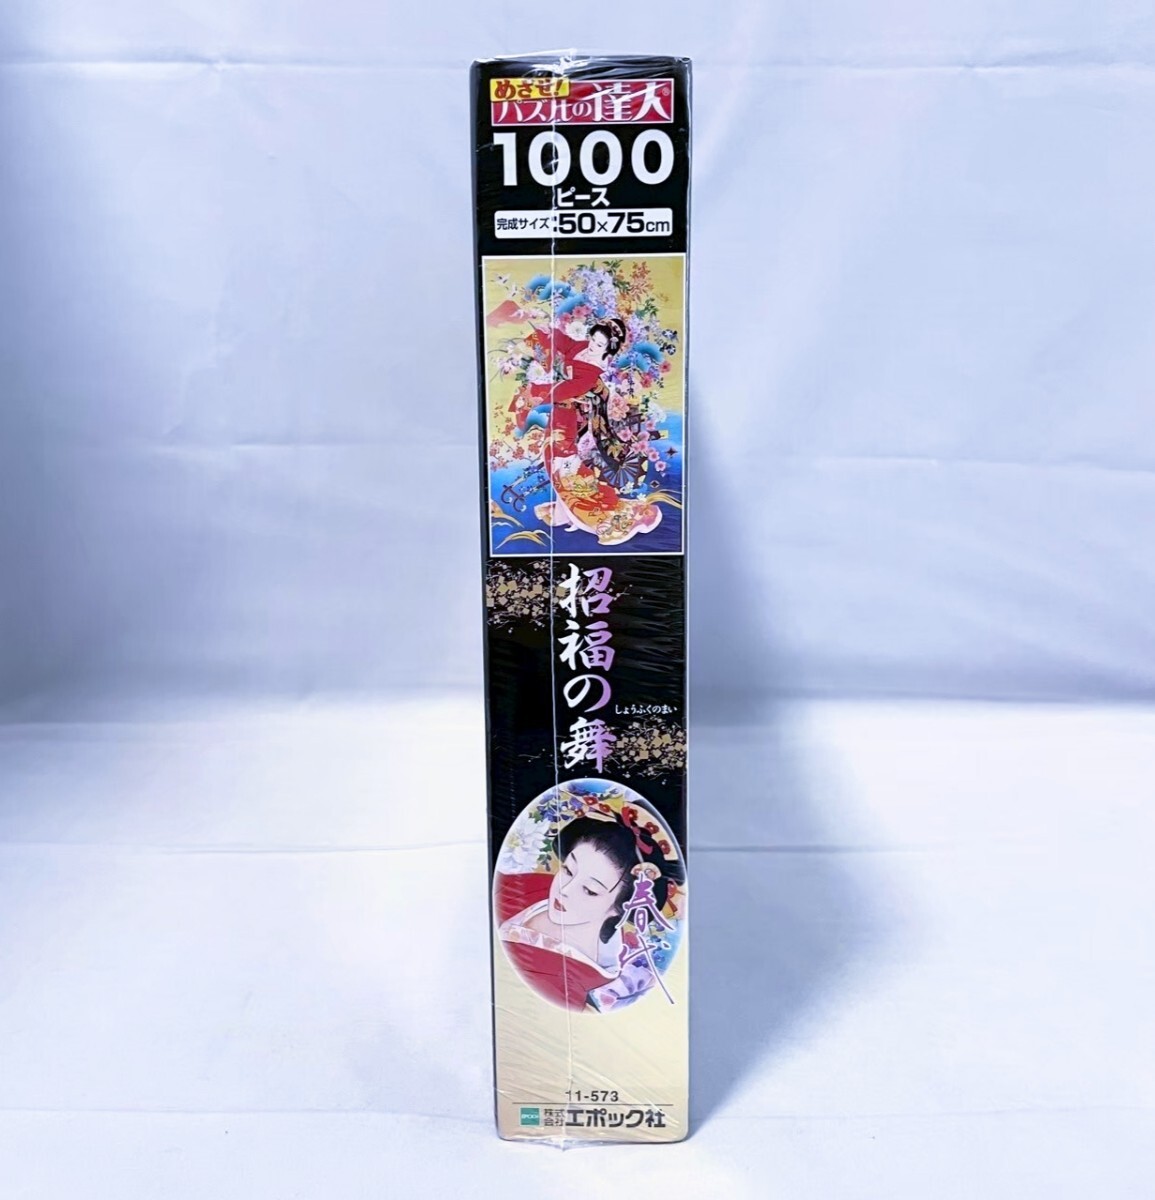 めざせ!
パズルの達人®
1000
ピース
完成サイズ:50×75cm
招福の舞
しょうふくのまい
春代
11-573
EPOCH 株式会社エポック社